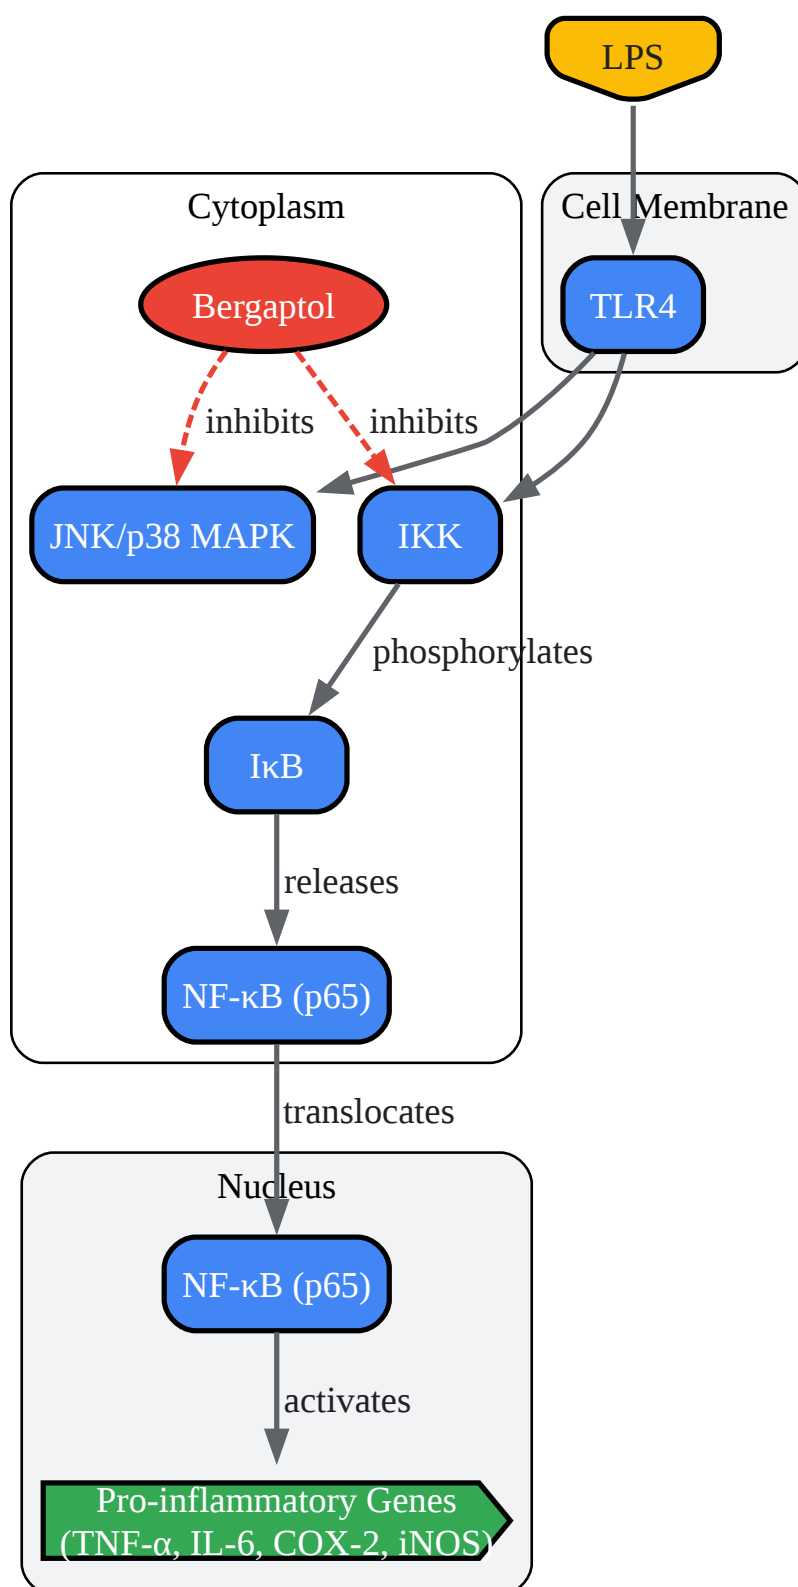 LPS
Cytoplasm
Cell Membrane
Bergaptol
TLR4
inhibits
inhibits
JNK/p38 MAPK
IKK
phosphorylates
IκB
releases
NF-κB (p65)
translocates
Nucleus
NF-κB (p65)
activates
Pro-inflammatory Genes
(TNF-α, IL-6, COX-2, iNOS)